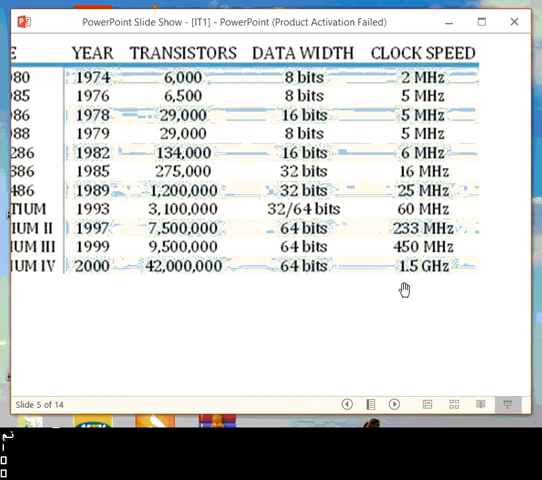 PowerPoint Slide Show - [IT1] - PowerPoint (Product Activation Failed)
E YEAR TRANSISTORS DATA WIDTH CLOCK SPEED
080 1974 6,000 8 bits 2 MHz
085 1976 6,500 8 bits 5 MHz
086 1978 29,000 16 bits 5 MHz
088 1979 29,000 8 bits 5 MHz
286 1982 134,000 16 bits 6 MHz
386 1985 275,000 32 bits 16 MHz
486 1989 1,200,000 32 bits 25 MHz
TIUM 1993 3,100,000 32/64 bits 60 MHz
IUM II 1997 7,500,000 64 bits 233 MHz
IUM III 1999 9,500,000 64 bits 450 MHz
IUM IV 2000 42,000,000 64 bits 1.5 GHz
Slide 5 of 14
تم
ا